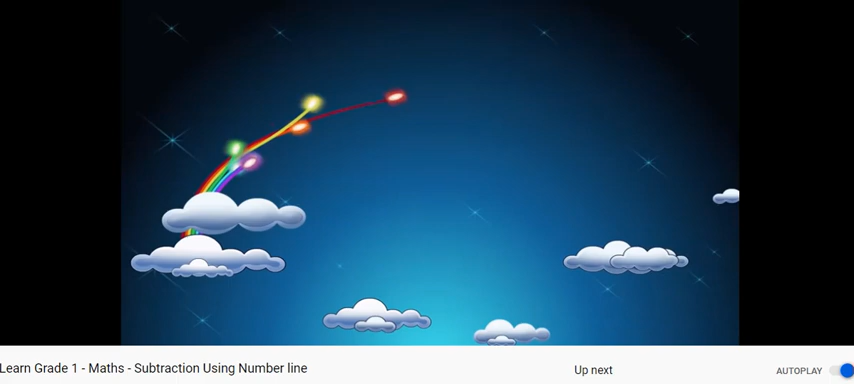 Learn Grade 1 - Maths - Subtraction Using Number line
Up next
AUTOPLAY